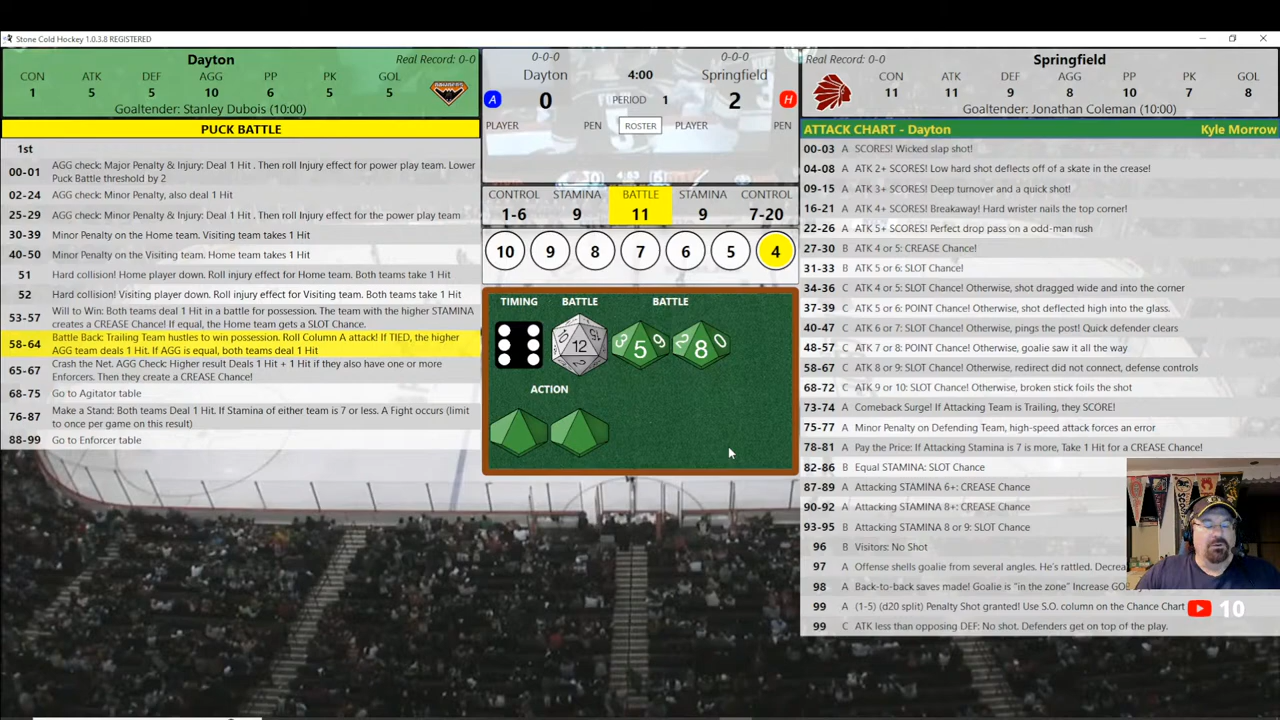 Stone Cold Hockey 1.0.3.8 REGISTERED
Dayton
Real Record: 0-0
CON ATK DEF AGG PP PK GOL
1 5 5 10 6 5 5
Goaltender: Stanley Dubois (10:00)
PUCK BATTLE
1st
00-01 AGG check: Major Penalty & Injury: Deal 1 Hit . Then roll Injury effect for power play team. Lower
Puck Battle threshold by 2
02-24 AGG check: Minor Penalty, also deal 1 Hit
25-29 AGG check: Minor Penalty & Injury: Deal 1 Hit . Then roll Injury effect for the power play team
30-39 Minor Penalty on the Home team. Visiting team takes 1 Hit
40-50 Minor Penalty on the Visiting team. Home team takes 1 Hit
51 Hard collision! Home player down. Roll injury effect for Home team. Both teams take 1 Hit
52 Hard collision! Visiting player down. Roll injury effect for Visiting team. Both teams take 1 Hit
53-57 Will to Win: Both teams deal 1 Hit in a battle for possession. The team with the higher STAMINA
creates a CREASE Chance! If equal, the Home team gets a SLOT Chance.
58-64 Battle Back: Trailing Team hustles to win possession. Roll Column A attack! If TIED, the higher
AGG team deals 1 Hit. If AGG is equal, both teams deal 1 Hit
65-67 Crash the Net. AGG Check: Higher result Deals 1 Hit + 1 Hit if they also have one or more
Enforcers. Then they create a CREASE Chance!
68-75 Go to Agitator table
76-87 Make a Stand: Both teams Deal 1 Hit. If Stamina of either team is 7 or less. A Fight occurs (limit
to once per game on this result)
88-99 Go to Enforcer table
0-0-0 0-0-0
Dayton 4:00 Springfield
A 0 PERIOD 1 2 H
PLAYER PEN ROSTER PLAYER PEN
CONTROL STAMINA BATTLE STAMINA CONTROL
1-6 9 11 9 7-20
10 9 8 7 6 5 4
TIMING BATTLE BATTLE
12 5 8
ACTION
Real Record: 0-0
Springfield
CON ATK DEF AGG PP PK GOL
11 11 9 8 10 7 8
Goaltender: Jonathan Coleman (10:00)
ATTACK CHART - Dayton Kyle Morrow
00-03 A SCORES! Wicked slap shot!
04-08 A ATK 2+ SCORES! Low hard shot deflects off of a skate in the crease!
09-15 A ATK 3+ SCORES! Deep turnover and a quick shot!
16-21 A ATK 4+ SCORES! Breakaway! Hard wrister nails the top corner!
22-26 A ATK 5+ SCORES! Perfect drop pass on a odd-man rush
27-30 B ATK 4 or 5: CREASE Chance!
31-33 B ATK 5 or 6: SLOT Chance!
34-36 C ATK 4 or 5: SLOT Chance! Otherwise, shot dragged wide and into the corner
37-39 C ATK 5 or 6: POINT Chance! Otherwise, shot deflected high into the glass.
40-47 C ATK 6 or 7: SLOT Chance! Otherwise, pings the post! Quick defender clears
48-57 C ATK 7 or 8: POINT Chance! Otherwise, goalie saw it all the way
58-67 C ATK 8 or 9: SLOT Chance! Otherwise, redirect did not connect, defense controls
68-72 C ATK 9 or 10: SLOT Chance! Otherwise, broken stick foils the shot
73-74 A Comeback Surge! If Attacking Team is Trailing, they SCORE!
75-77 A Minor Penalty on Defending Team, high-speed attack forces an error
78-81 A Pay the Price: If Attacking Stamina is 7 is more, Take 1 Hit for a CREASE Chance!
82-86 B Equal STAMINA: SLOT Chance
87-89 A Attacking STAMINA 6+: CREASE Chance
90-92 A Attacking STAMINA 8+: CREASE Chance
93-95 B Attacking STAMINA 8 or 9: SLOT Chance
96 B Visitors: No Shot
97 A Offense shells goalie from several angles. He's rattled.
98 A Back-to-back saves made! Goalie is "in the zone" Increase
99 A (1-5) (d20 split) Penalty Shot granted! Use S.O. column on the Chance Chart
99 C ATK less than opposing DEF: No shot. Defenders get on top of the play.
10